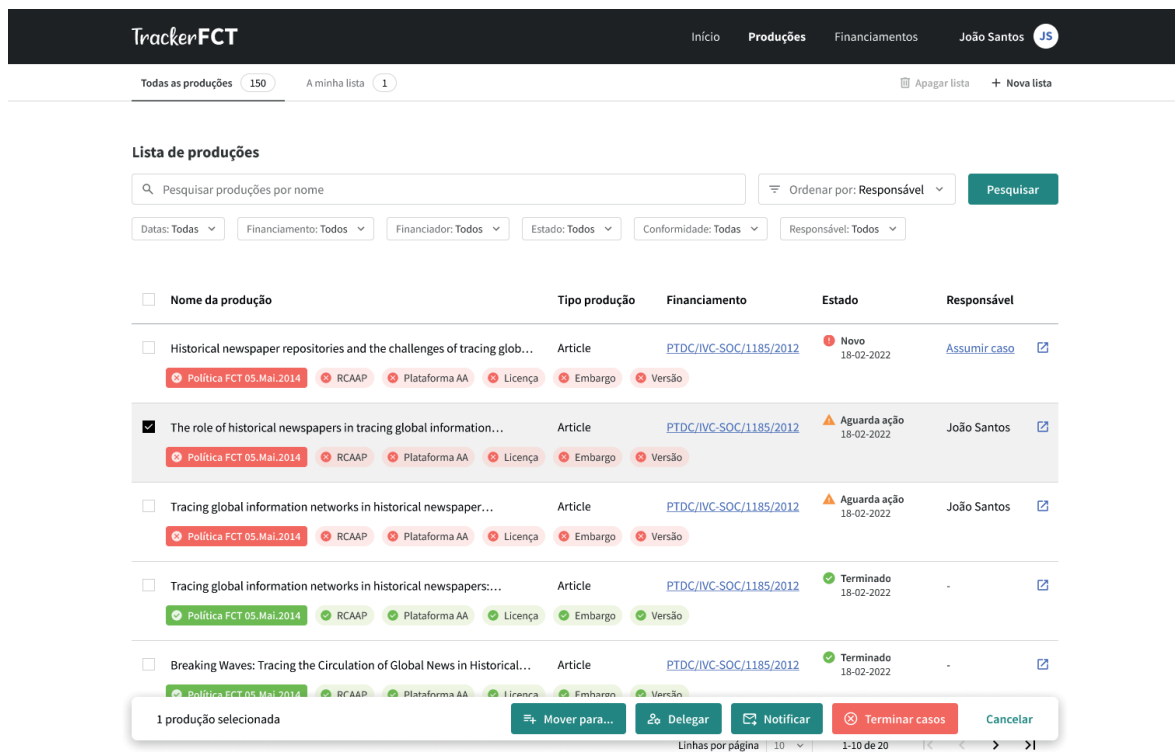 TrackerFCT Início Produções Financiamentos João Santos JS
Todas as produções 150 A minha lista 1 Apagar lista + Nova lista
Lista de produções
Pesquisar produções por nome Ordenar por: Responsável Pesquisar
Datas: Todas Financiamento: Todos Financiador: Todos Estado: Todos Conformidade: Todas Responsável: Todos
Nome da produção Tipo produção Financiamento Estado Responsável
Historical newspaper repositories and the challenges of tracing glob... Article PTDC/IVC-SOC/1185/2012 Novo Assumir caso
18-02-2022
Política FCT 05.Mai.2014 RCAAP Plataforma AA Licença Embargo Versão
The role of historical newspapers in tracing global information... Article PTDC/IVC-SOC/1185/2012 Aguarda ação João Santos
18-02-2022
Política FCT 05.Mai.2014 RCAAP Plataforma AA Licença Embargo Versão
Tracing global information networks in historical newspaper... Article PTDC/IVC-SOC/1185/2012 Aguarda ação João Santos
18-02-2022
Política FCT 05.Mai.2014 RCAAP Plataforma AA Licença Embargo Versão
Tracing global information networks in historical newspapers:... Article PTDC/IVC-SOC/1185/2012 Terminado -
18-02-2022
Política FCT 05.Mai.2014 RCAAP Plataforma AA Licença Embargo Versão
Breaking Waves: Tracing the Circulation of Global News in Historical... Article PTDC/IVC-SOC/1185/2012 Terminado -
18-02-2022
Política FCT 05.Mai.2014 RCAAP Plataforma AA Licença Embargo Versão
1 produção selecionada Mover para... Delegar Notificar Terminar casos Cancelar
Linhas por página 10 1-10 de 20